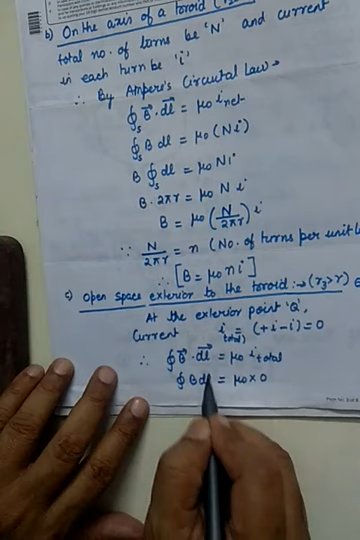 b) On the axis of a toroid
total no. of turns be 'N' and current
in each turn be 'i'
∴ By Ampere's Circuital Law→
∮s B⃗. dl⃗ = μ0 inet
∮s B dl = μ0 (Ni)
B ∮s dl = μ0 Ni
B. 2πr = μ0 N i
B = μ0 (N/2πr) i
∵ N/2πr = n (No. of turns per unit
∴ [B = μ0 n i]
c) Open space exterior to the toroid:→ (r3>r)
At the exterior point 'Q',
Current i total = (+i-i) = 0
∴ ∮ B⃗. dl⃗ = μ0 i total
∮ B dl = μ0 × 0